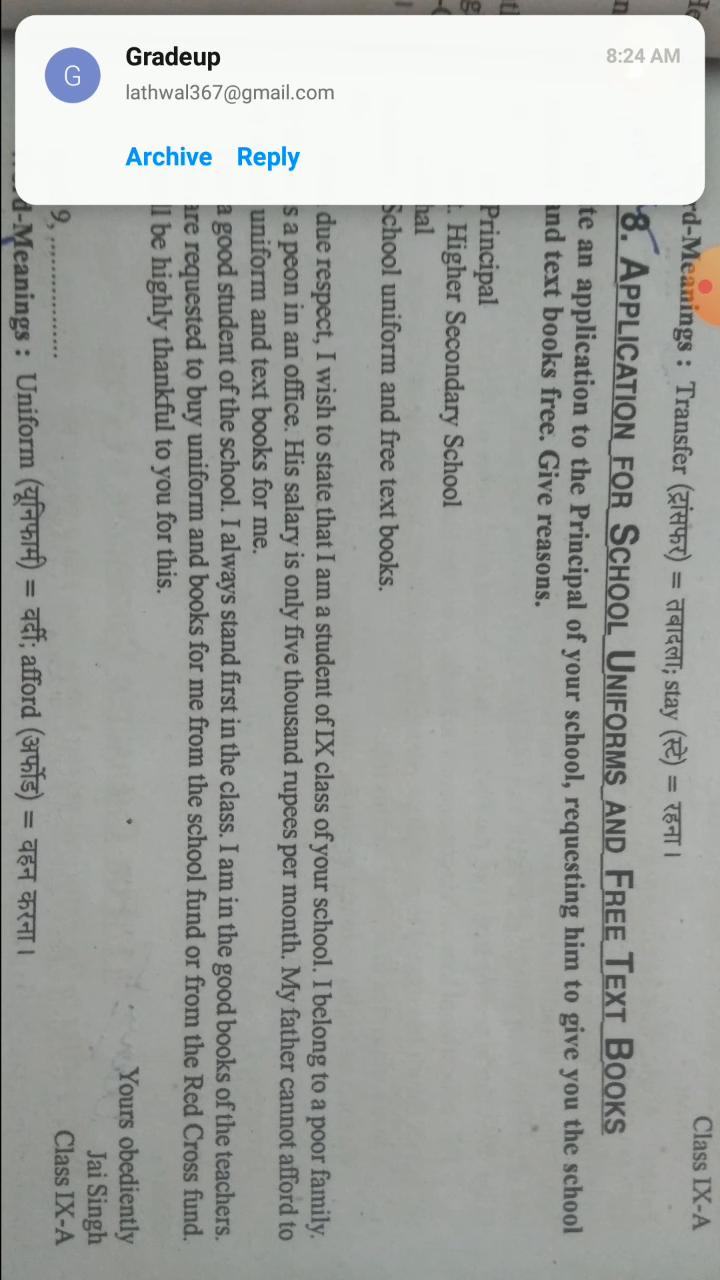 Gradeup
8:24 AM
lathwal367@gmail.com
Archive Reply
G
Class IX-A
rd-Meanings : Transfer (ट्रांसफर) = तबादला; stay (स्टे) = रहना।
8. APPLICATION FOR SCHOOL UNIFORMS AND FREE TEXT BOOKS
te an application to the Principal of your school, requesting him to give you the school
and text books free. Give reasons.
Principal
. Higher Secondary School
hal
School uniform and free text books.
due respect, I wish to state that I am a student of IX class of your school. I belong to a poor family.
s a peon in an office. His salary is only five thousand rupees per month. My father cannot afford to
uniform and text books for me.
a good student of the school. I always stand first in the class. I am in the good books of the teachers.
are requested to buy uniform and books for me from the school fund or from the Red Cross fund.
ll be highly thankful to you for this.
Yours obediently
Jai Singh
Class IX-A
9, ................
d-Meanings : Uniform (यूनिफार्म) = वर्दी; afford (अफोर्ड) = वहन करना।